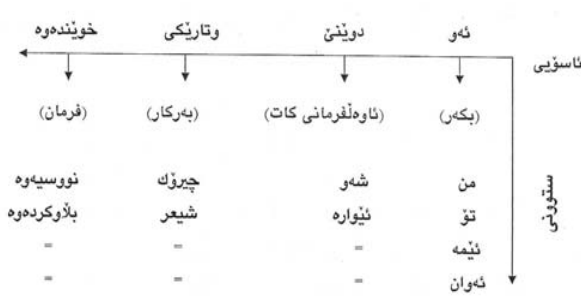 ئەو دوێنێ وتارێکی خوێندەوە
ئاسۆیی
(بکەر) (ئاوەڵفرمانی کات) (بەرکار) (فرمان)
ستوونی
من شەو چیرۆك نووسیەوە
تۆ ئێوارە شیعر بڵاوکردەوە
ئێمە = = =
ئەوان = = =